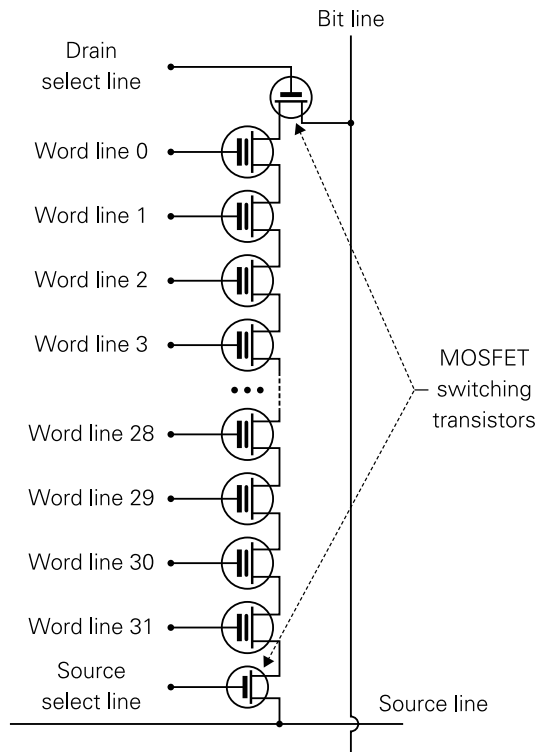 Bit line
Drain
select line
Word line 0
Word line 1
Word line 2
Word line 3
MOSFET
switching
transistors
Word line 28
Word line 29
Word line 30
Word line 31
Source
select line
Source line